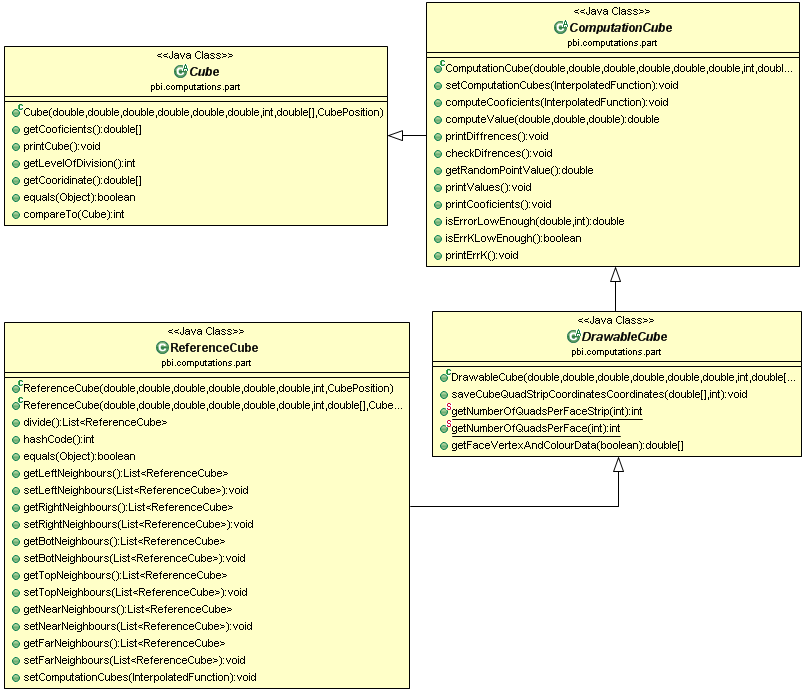 <<Java Class>>
Cube
pbi.computations.part
Cube(double,double,double,double,double,double,int,double[],CubePosition)
getCooficients():double[]
printCube():void
getLevelOfDivision():int
getCooridinate():double[]
equals(Object):boolean
compareTo(Cube):int
<<Java Class>>
ComputationCube
pbi.computations.part
ComputationCube(double,double,double,double,double,double,int,doubl...
setComputationCubes(InterpolatedFunction):void
computeCooficients(InterpolatedFunction):void
computeValue(double,double,double):double
printDiffrences():void
checkDifrences():void
getRandomPointValue():double
printValues():void
printCooficients():void
isErrorLowEnough(double,int):double
isErrKLowEnough():boolean
printErrK():void
<<Java Class>>
ReferenceCube
pbi.computations.part
ReferenceCube(double,double,double,double,double,double,int,CubePosition)
ReferenceCube(double,double,double,double,double,double,int,double[],Cube...
divide():List<ReferenceCube>
hashCode():int
equals(Object):boolean
getLeftNeighbours():List<ReferenceCube>
setLeftNeighbours(List<ReferenceCube>):void
getRightNeighbours():List<ReferenceCube>
setRightNeighbours(List<ReferenceCube>):void
getBotNeighbours():List<ReferenceCube>
setBotNeighbours(List<ReferenceCube>):void
getTopNeighbours():List<ReferenceCube>
setTopNeighbours(List<ReferenceCube>):void
getNearNeighbours():List<ReferenceCube>
setNearNeighbours(List<ReferenceCube>):void
getFarNeighbours():List<ReferenceCube>
setFarNeighbours(List<ReferenceCube>):void
setComputationCubes(InterpolatedFunction):void
<<Java Class>>
DrawableCube
pbi.computations.part
DrawableCube(double,double,double,double,double,double,int,double[...
saveCubeQuadStripCoordinatesCoordinates(double[],int):void
getNumberOfQuadsPerFaceStrip(int):int
getNumberOfQuadsPerFace(int):int
getFaceVertexAndColourData(boolean):double[]